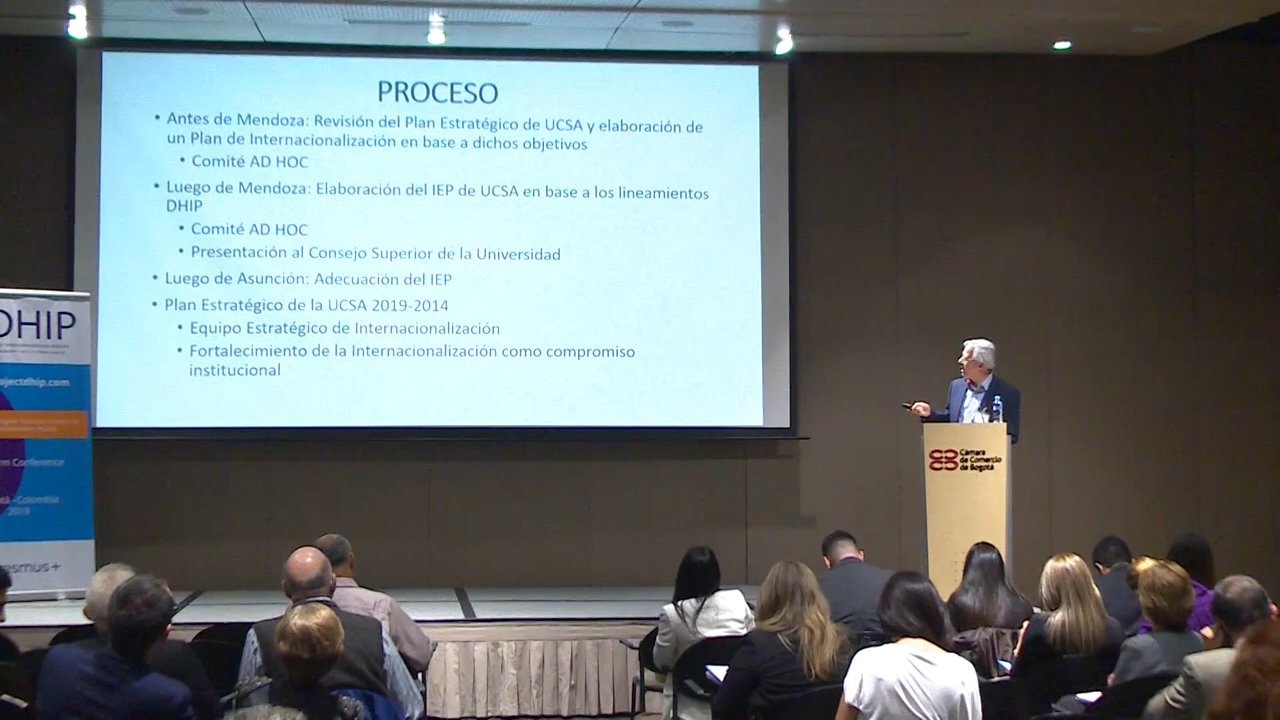 PROCESO
• Antes de Mendoza: Revisión del Plan Estratégico de UCSA y elaboración de
un Plan de Internacionalización en base a dichos objetivos
• Comité AD HOC
• Luego de Mendoza: Elaboración del IEP de UCSA en base a los lineamientos
DHIP
• Comité AD HOC
• Presentación al Consejo Superior de la Universidad
• Luego de Asunción: Adecuación del IEP
• Plan Estratégico de la UCSA 2019-2014
• Equipo Estratégico de Internacionalización
• Fortalecimiento de la Internacionalización como compromiso
institucional
DHIP
ojectdhip.com
Conference
-Colombia
2019
esmus+
Cámara
de Comercio
de Bogotá